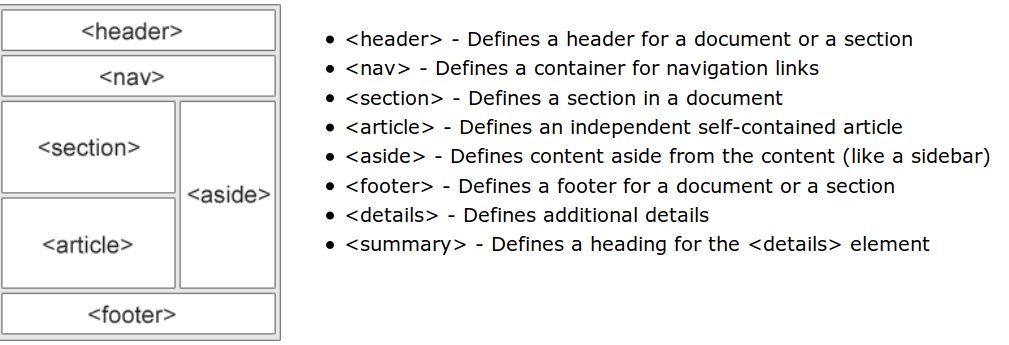 <header>
<nav>
<section>
<aside>
<article>
<footer>
• <header> - Defines a header for a document or a section
• <nav> - Defines a container for navigation links
• <section> - Defines a section in a document
• <article> - Defines an independent self-contained article
• <aside> - Defines content aside from the content (like a sidebar)
• <footer> - Defines a footer for a document or a section
• <details> - Defines additional details
• <summary> - Defines a heading for the <details> element